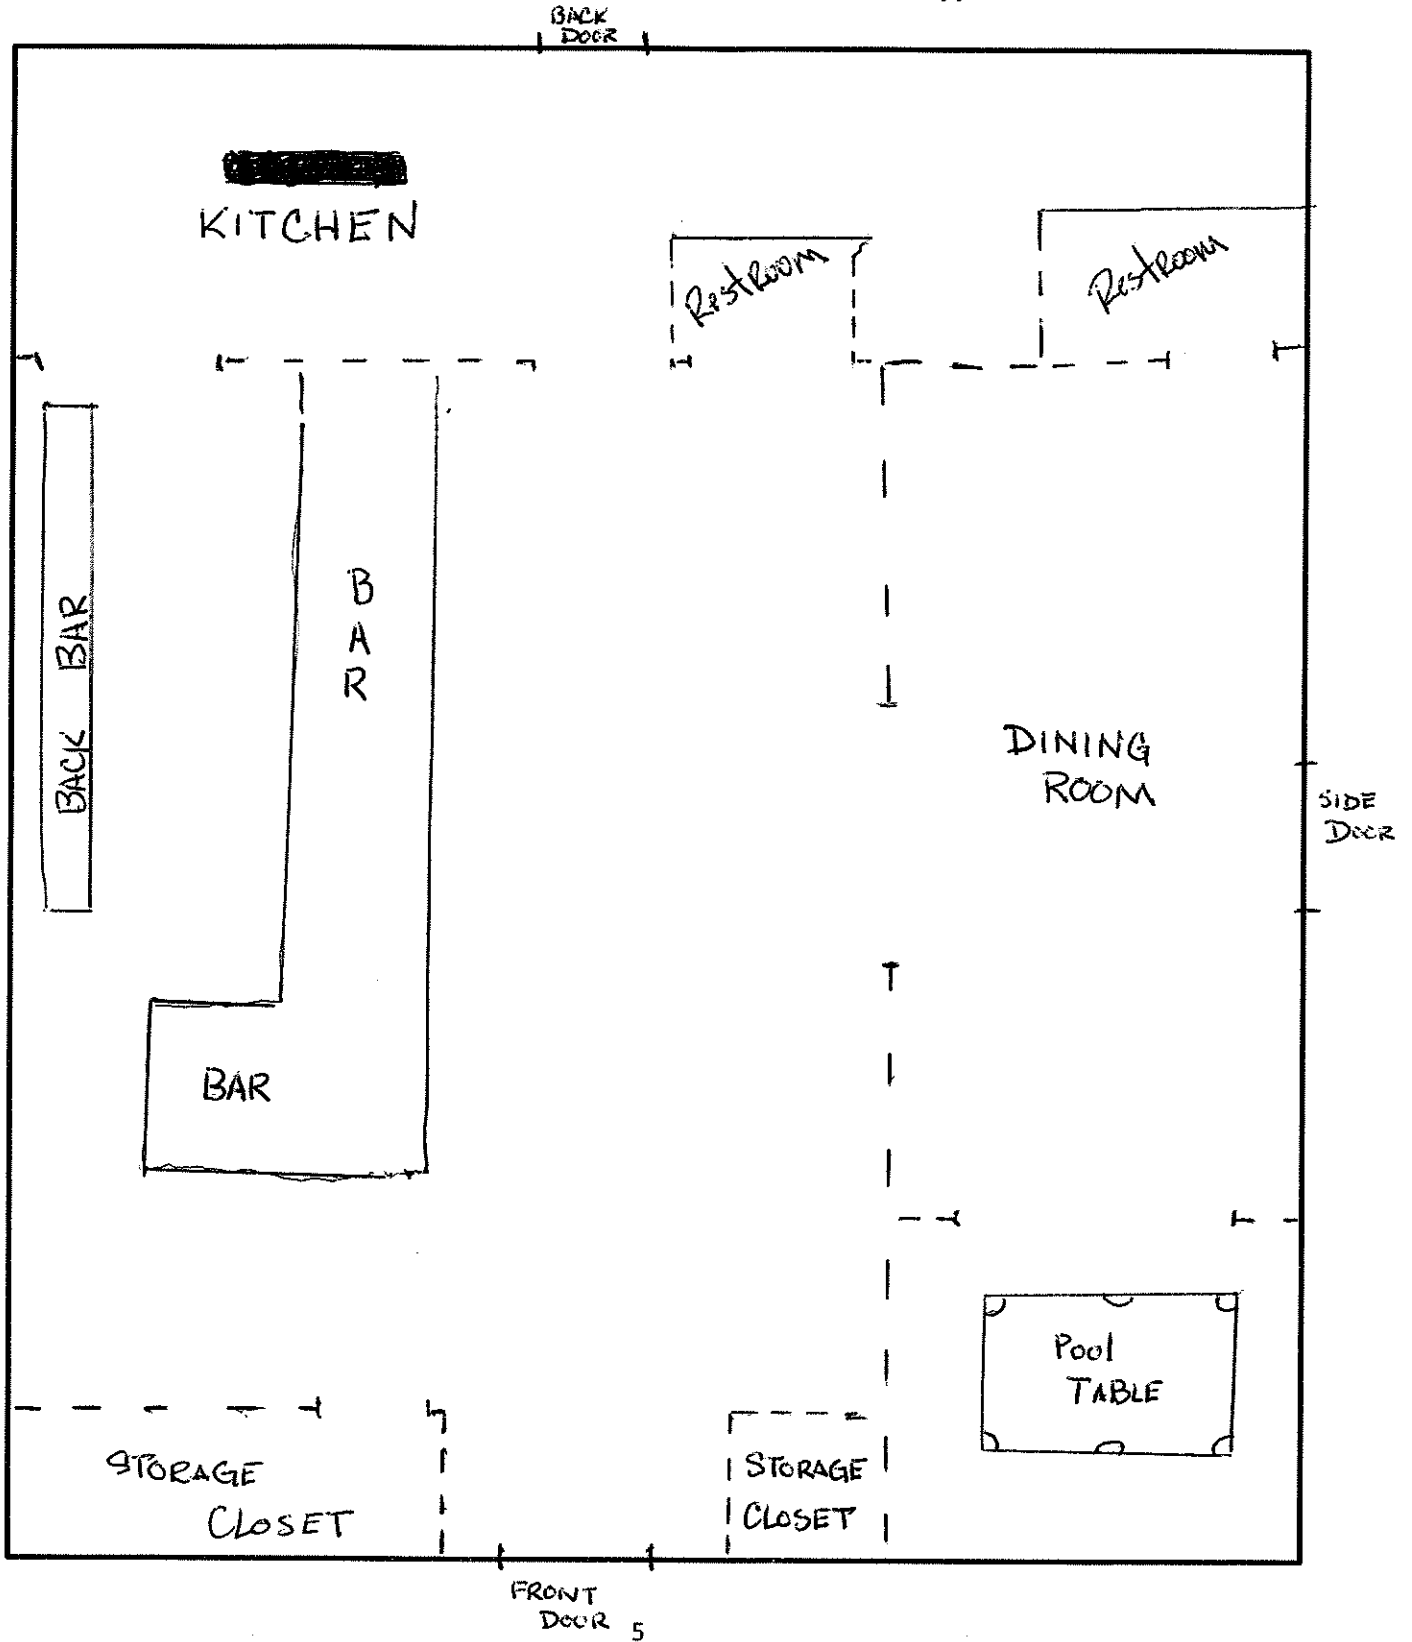 BACK
DOOR
KITCHEN
Restroom
Restroom
B
A
R
BACK BAR
DINING
ROOM
SIDE
DOOR
BAR
Pool
TABLE
STORAGE
CLOSET
STORAGE
CLOSET
FRONT
DOOR
5